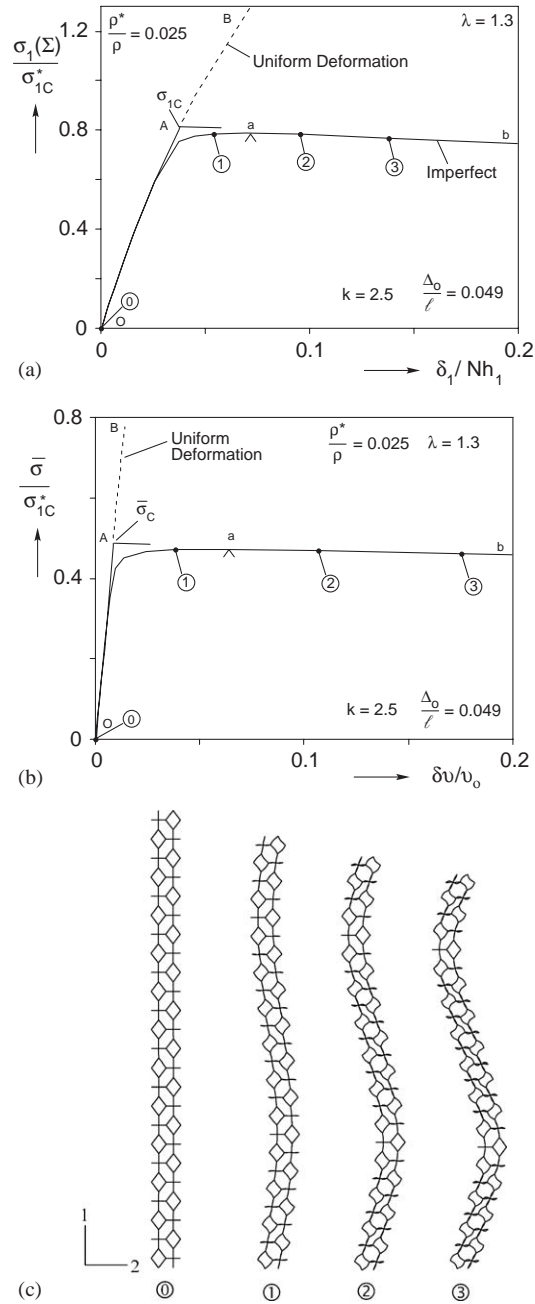 1.2
B
ρ*/ρ = 0.025
λ = 1.3
σ₁(Σ)/σ*₁C
Uniform Deformation
σ₁C
A
a
b
0.8
①
②
③
Imperfect
0.4
⓪
k = 2.5
Δo/ℓ = 0.049
0
O
0
0.1
0.2
(a)
δ₁/ Nh₁
0.8
B
Uniform
Deformation
ρ*/ρ = 0.025
λ = 1.3
σ̅/σ*₁C
A
σ̅C
a
b
0.4
①
②
③
⓪
k = 2.5
Δo/ℓ = 0.049
0
O
0
0.1
0.2
(b)
δυ/υo
1
2
(c)
⓪
①
②
③